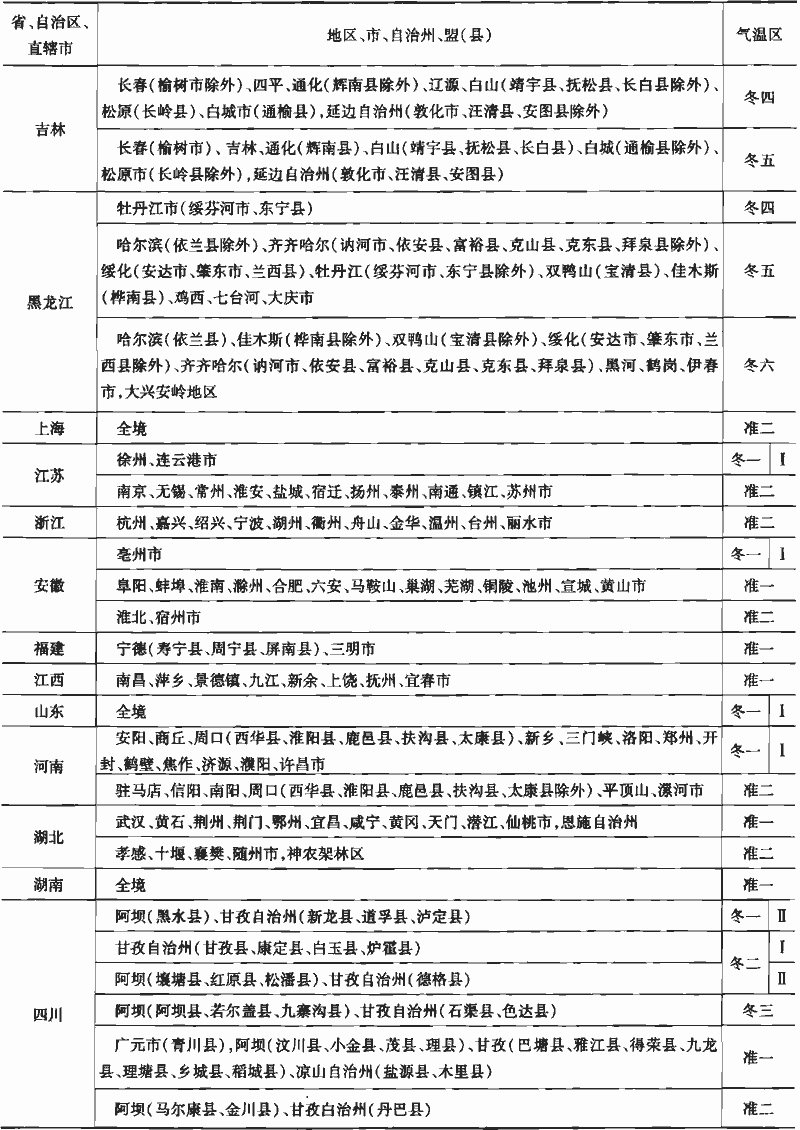 省、自治区、
直辖市
地区、市、自治州、盟(县)
气温区
吉林
长春(榆树市除外)、四平、通化(辉南县除外)、辽源、白山(靖宇县、抚松县、长白县除外)、
松原(长岭县)、白城市(通榆县),延边自治州(敦化市、汪清县、安图县除外)
冬四
长春(榆树市)、吉林、通化(辉南县)、白山(靖宇县、抚松县、长白县)、白城(通榆县除外)、
松原市(长岭县除外),延边自治州(敦化市、汪清县、安图县)
冬五
黑龙江
牡丹江市(绥芬河市、东宁县)
冬四
哈尔滨(依兰县除外)、齐齐哈尔(讷河市、依安县、富裕县、克山县、克东县、拜泉县除外)、
绥化(安达市、肇东市、兰西县)、牡丹江(绥芬河市、东宁县除外)、双鸭山(宝清县)、佳木斯
(桦南县)、鸡西、七台河、大庆市
冬五
哈尔滨(依兰县)、佳木斯(桦南县除外)、双鸭山(宝清县除外)、绥化(安达市、肇东市、兰
西县除外)、齐齐哈尔(讷河市、依安县、富裕县、克山县、克东县、拜泉县)、黑河、鹤岗、伊春
市,大兴安岭地区
冬六
上海
全境
准二
江苏
徐州、连云港市
冬一 Ⅰ
南京、无锡、常州、淮安、盐城、宿迁、扬州、泰州、南通、镇江、苏州市
准二
浙江
杭州、嘉兴、绍兴、宁波、湖州、衢州、舟山、金华、温州、台州、丽水市
准二
安徽
亳州市
冬一 Ⅰ
阜阳、蚌埠、淮南、滁州、合肥、六安、马鞍山、巢湖、芜湖、铜陵、池州、宣城、黄山市
准一
淮北、宿州市
准二
福建
宁德(寿宁县、周宁县、屏南县)、三明市
准一
江西
南昌、萍乡、景德镇、九江、新余、上饶、抚州、宜春市
准一
山东
全境
冬一 Ⅰ
河南
安阳、商丘、周口(西华县、淮阳县、鹿邑县、扶沟县、太康县)、新乡、三门峡、洛阳、郑州、开
封、鹤壁、焦作、济源、濮阳、许昌市
冬一 Ⅰ
驻马店、信阳、南阳、周口(西华县、淮阳县、鹿邑县、扶沟县、太康县除外)、平顶山、漯河市
准二
湖北
武汉、黄石、荆州、荆门、鄂州、宜昌、咸宁、黄冈、天门、潜江、仙桃市,恩施自治州
准一
孝感、十堰、襄樊、随州市,神农架林区
准二
湖南
全境
准一
四川
阿坝(黑水县)、甘孜自治州(新龙县、道孚县、泸定县)
冬一 Ⅱ
甘孜自治州(甘孜县、康定县、白玉县、炉霍县)
冬二 Ⅰ
阿坝(壤塘县、红原县、松潘县)、甘孜自治州(德格县)
Ⅱ
阿坝(阿坝县、若尔盖县、九寨沟县)、甘孜自治州(石渠县、色达县)
冬三
广元市(青川县),阿坝(汶川县、小金县、茂县、理县)、甘孜(巴塘县、雅江县、得荣县、九龙
县、理塘县、乡城县、稻城县)、凉山自治州(盐源县、木里县)
准一
阿坝(马尔康县、金川县)、甘孜自治州(丹巴县)
准二